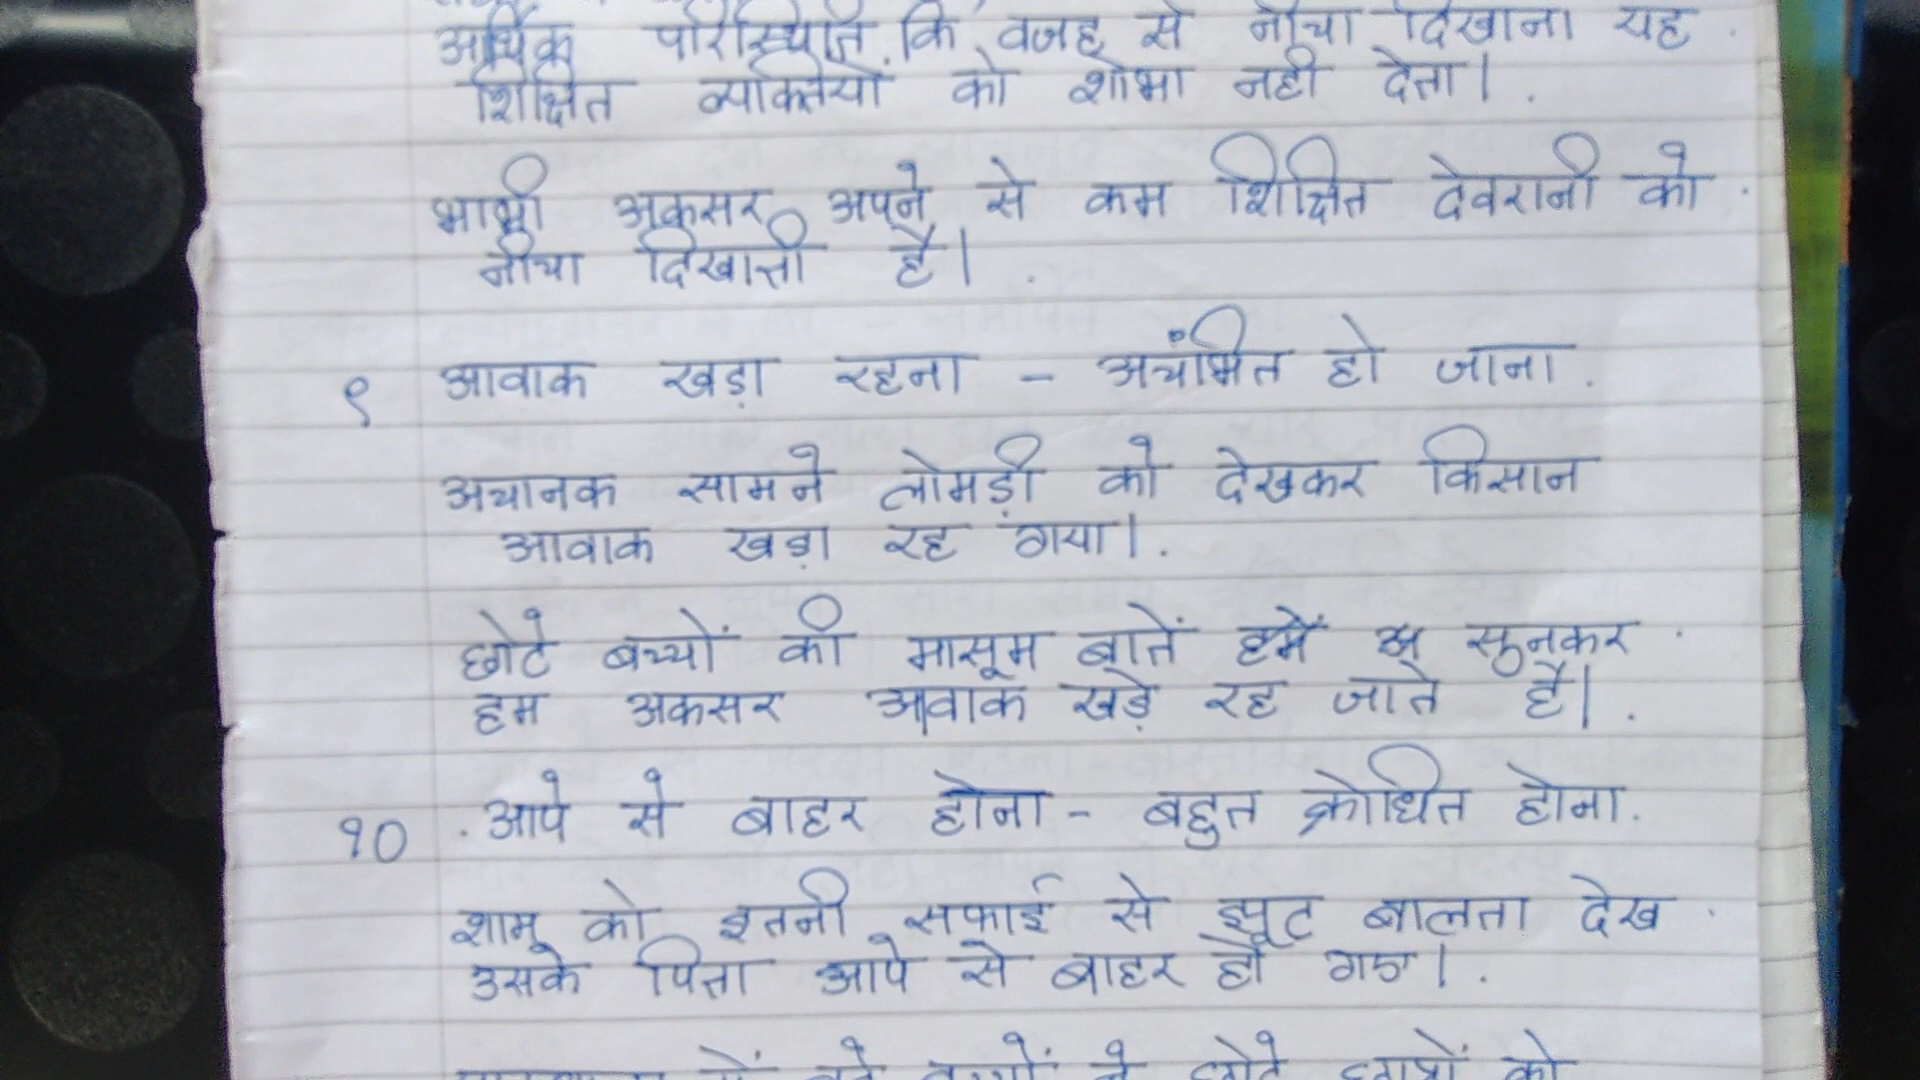 आर्थिक परिस्थिति कि वजह से नीचा दिखाना यह
शिक्षित व्यक्तियों को शोभा नही देता।
भाभी अकसर अपने से कम शिक्षित देवरानी को
नीचा दिखाती है।
९ आवाक खड़ा रहना - अचंभित हो जाना.
अचानक सामने लोमड़ी को देखकर किसान
आवाक खड़ा रह गया।
छोटे बच्चों की मासूम बातें हमें सुनकर
हम अकसर आवाक खड़े रह जाते है।
१० आपे से बाहर होना - बहुत क्रोधित होना.
शामू को इतनी सफाई से झुट बालता देख
उसके पिता आपे से बाहर हो गए।
में बड़े बच्चों ने छोटे छात्रों को